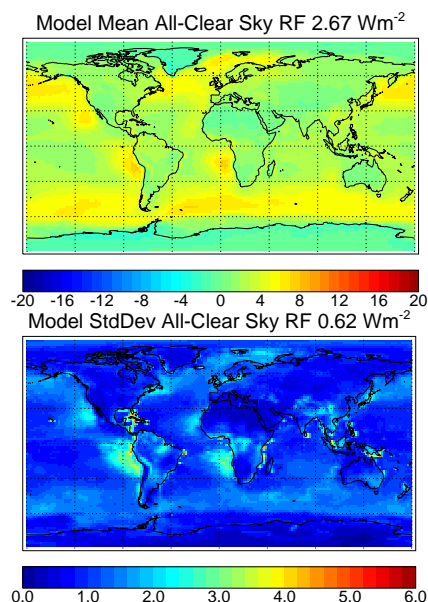 Model Mean All-Clear Sky RF 2.67 Wm⁻²
-20 -16 -12 -8 -4 0 4 8 12 16 20
Model StdDev All-Clear Sky RF 0.62 Wm⁻²
0.0 1.0 2.0 3.0 4.0 5.0 6.0